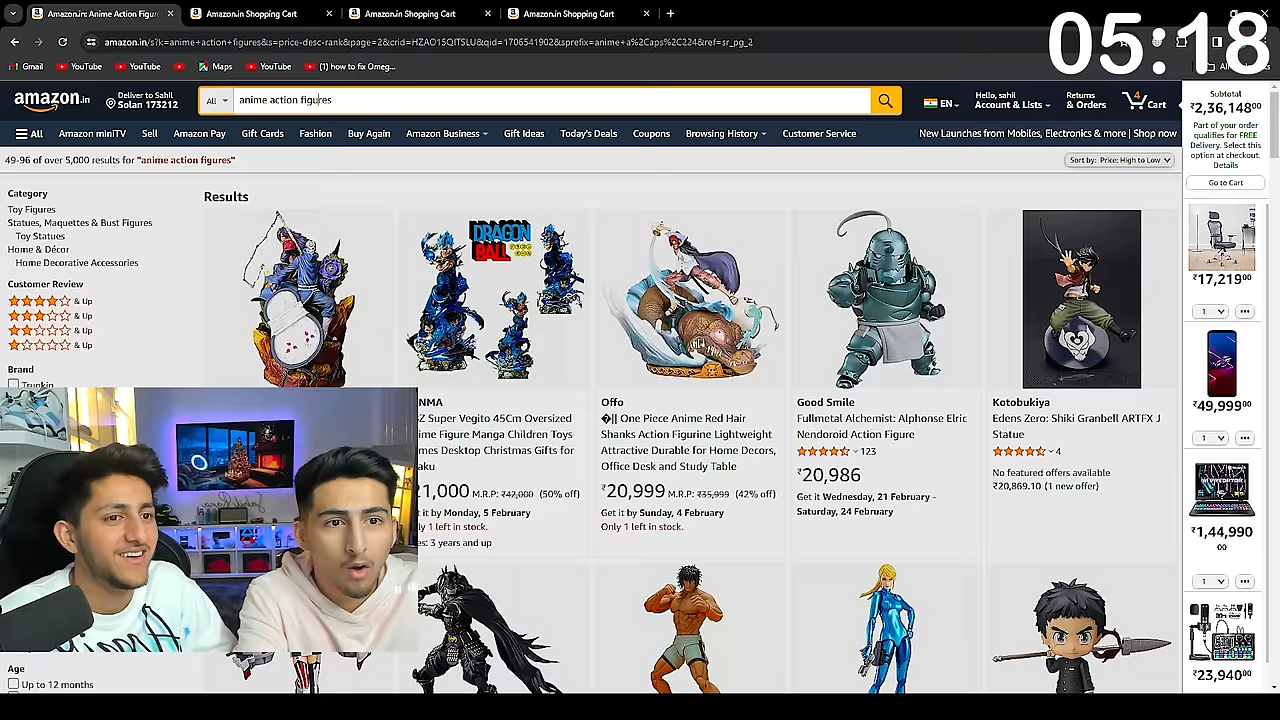 Amazon.in: Anime Action Figur
Amazon.in Shopping Cart
Amazon.in Shopping Cart
Amazon.in Shopping Cart
05:18
amazon.in/s?k=anime+action+figures&s=price-desc-rank&page=2&crid=HZAO15QITSLU&qid=1706541902&sprefix=anime+a%2Caps%2C224&ref=sr_pg_2
Gmail
YouTube
YouTube
Maps
YouTube
(1) how to fix Omeg...
amazon.in
Deliver to Sahil
Solan 173212
All
anime action figures
EN
Hello, sahil
Account & Lists
Returns
& Orders
4
Cart
All
Amazon miniTV
Sell
Amazon Pay
Gift Cards
Fashion
Buy Again
Amazon Business
Gift Ideas
Today's Deals
Coupons
Browsing History
Customer Service
New Launches from Mobiles, Electronics & more | Shop now
49-96 of over 5,000 results for "anime action figures"
Sort by: Price: High to Low
Category
Toy Figures
Statues, Maquettes & Bust Figures
Toy Statues
Home & Décor
Home Decorative Accessories
Customer Review
& Up
& Up
& Up
& Up
Brand
Trunkin
Age
Up to 12 months
Results
DRAGON
BALL
NMA
Z Super Vegito 45Cm Oversized
ime Figure Manga Children Toys
mes Desktop Christmas Gifts for
aku
1,000 M.R.P: ₹42,000 (50% off)
it by Monday, 5 February
ly 1 left in stock.
es: 3 years and up
Offo
�|| One Piece Anime Red Hair
Shanks Action Figurine Lightweight
Attractive Durable for Home Decors,
Office Desk and Study Table
₹20,999 M.R.P: ₹35,999 (42% off)
Get it by Sunday, 4 February
Only 1 left in stock.
Good Smile
Fullmetal Alchemist: Alphonse Elric
Nendoroid Action Figure
123
₹20,986
Get it Wednesday, 21 February -
Saturday, 24 February
Kotobukiya
Edens Zero: Shiki Granbell ARTFX J
Statue
4
No featured offers available
₹20,869.10 (1 new offer)
Subtotal
₹2,36,148.00
Part of your order
qualifies for FREE
Delivery. Select this
option at checkout.
Details
Go to Cart
₹17,219.00
1
₹49,999.00
1
PREDATOR
₹1,44,990
00
1
₹23,940.00